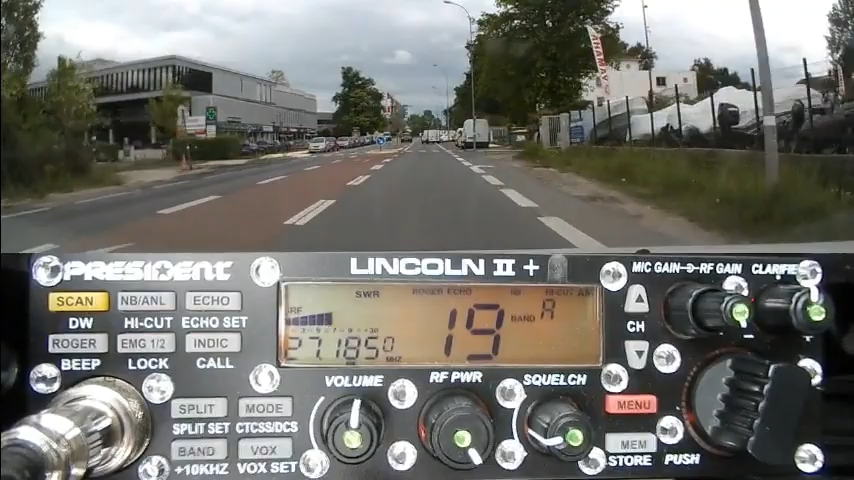 PRESIDENT
LINCOLN II +
MIC GAIN RF GAIN
CLARIFIER
SCAN
NB/ANL
ECHO
DW
HI-CUT
ECHO SET
ROGER
EMG 1/2
INDIC
BEEP
LOCK
CALL
SWR
ROGER ECHO
NB
HI-CUT AN
RF
19
BAND A
27.1850
MHZ
CH
VOLUME
RF PWR
SQUELCH
SPLIT
MODE
SPLIT SET
CTCSS/DCS
BAND
VOX
+10KHZ
VOX SET
MENU
MEM
STORE
PUSH